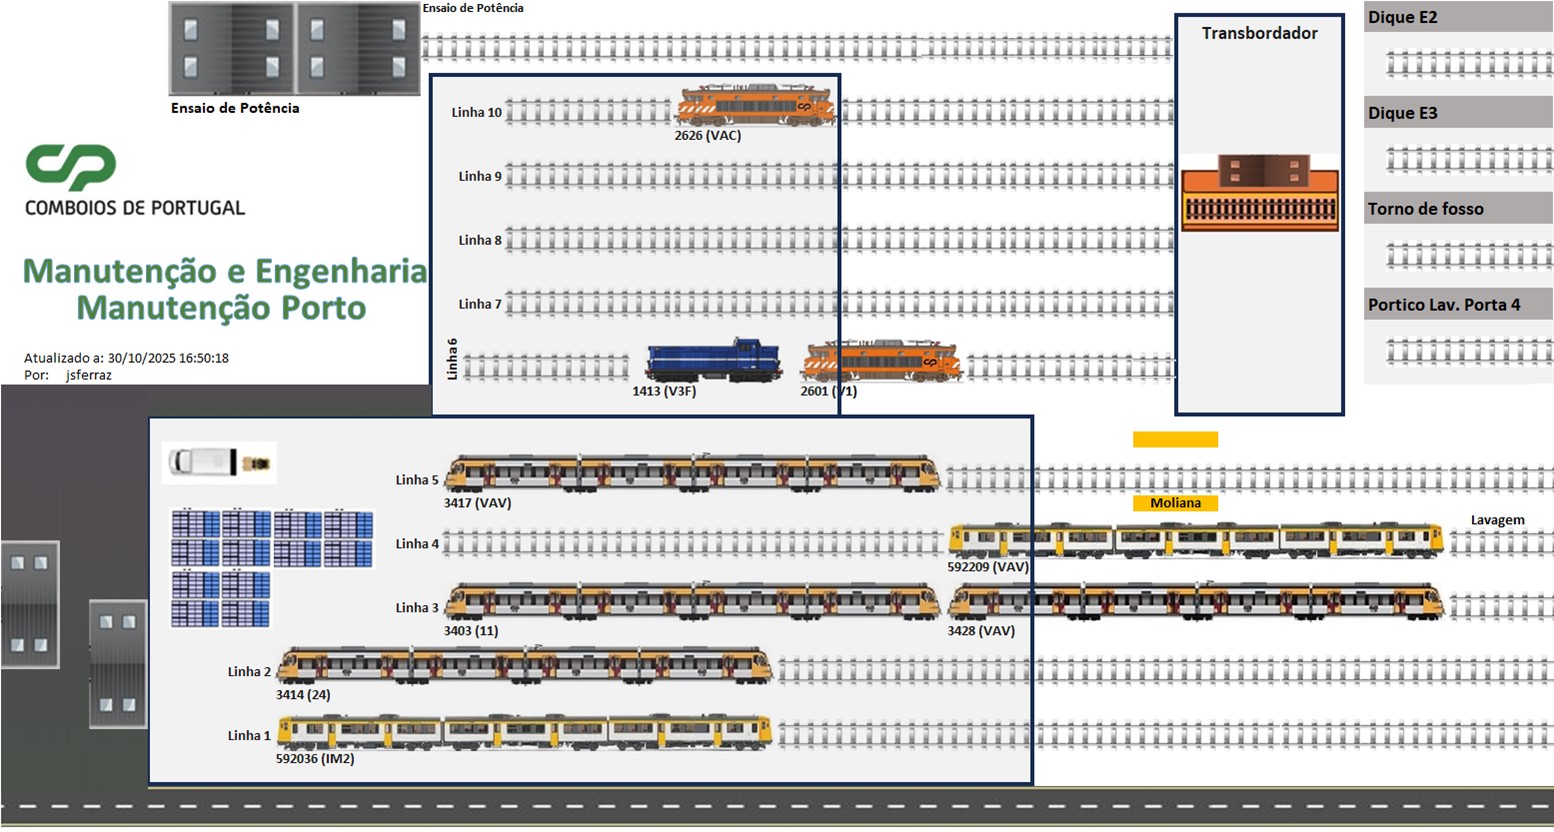 Ensaio de Potência
Ensaio de Potência
Transbordador
Dique E2
Dique E3
Torno de fosso
Portico Lav. Porta 4
CP
COMBOIOS DE PORTUGAL
Manutenção e Engenharia
Manutenção Porto
Atualizado a: 30/10/2025 16:50:18
Por: jsferraz
Linha 10
2626 (VAC)
Linha 9
Linha 8
Linha 7
Linha 6
1413 (V3F)
2601 (V1)
Linha 5
3417 (VAV)
Moliana
Lavagem
Linha 4
592209 (VAV)
Linha 3
3403 (11)
3428 (VAV)
Linha 2
3414 (24)
Linha 1
592036 (IM2)